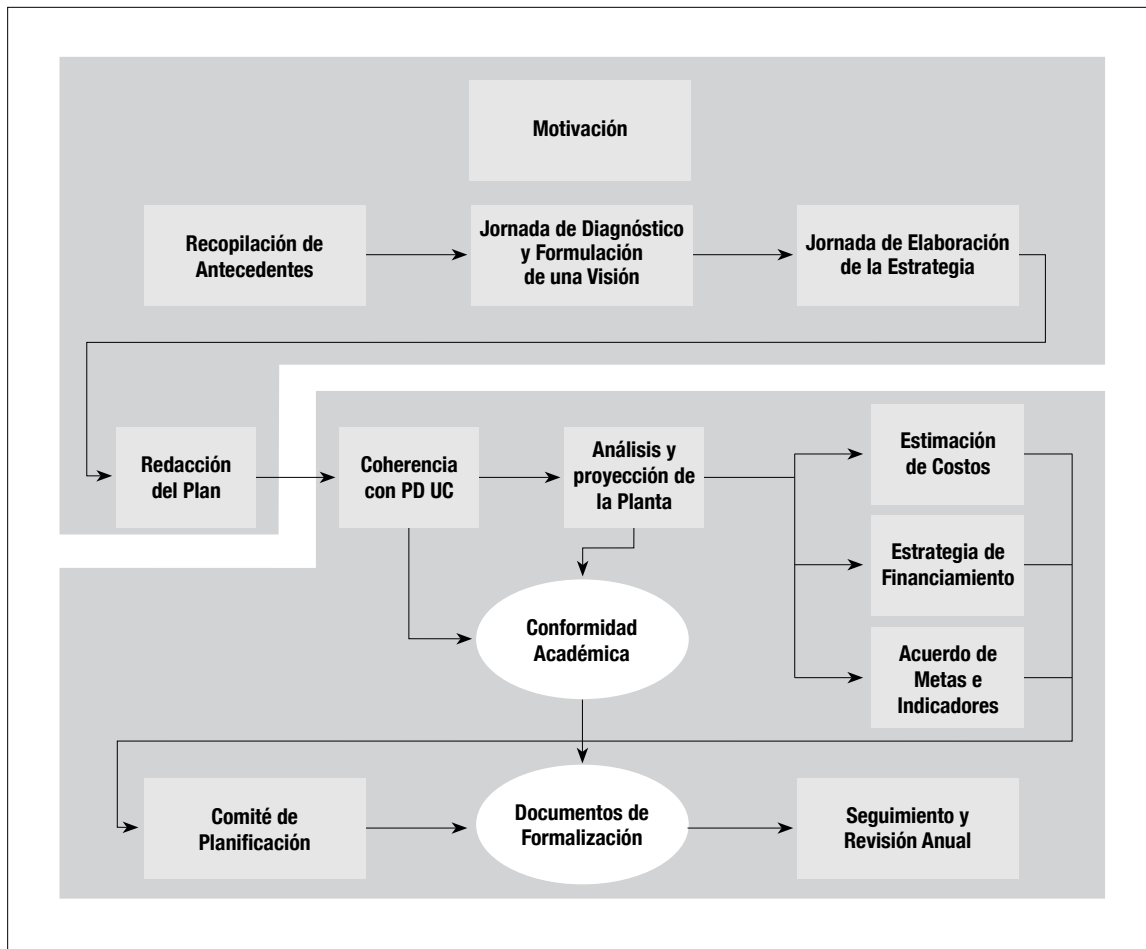 Motivación
Recopilación de
Antecedentes
Jornada de Diagnóstico
y Formulación
de una Visión
Jornada de Elaboración
de la Estrategia
Redacción
del Plan
Coherencia
con PD UC
Análisis y
proyección de
la Planta
Estimación
de Costos
Estrategia de
Financiamiento
Acuerdo de
Metas e
Indicadores
Conformidad
Académica
Comité de
Planificación
Documentos de
Formalización
Seguimiento y
Revisión Anual